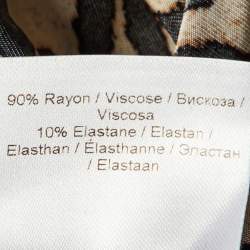 90% Rayon / Viscose / Вискоза /
Viscosa
10% Elastane / Elastan /
Elasthan / Élasthanne / Эластан
/ Elastaan